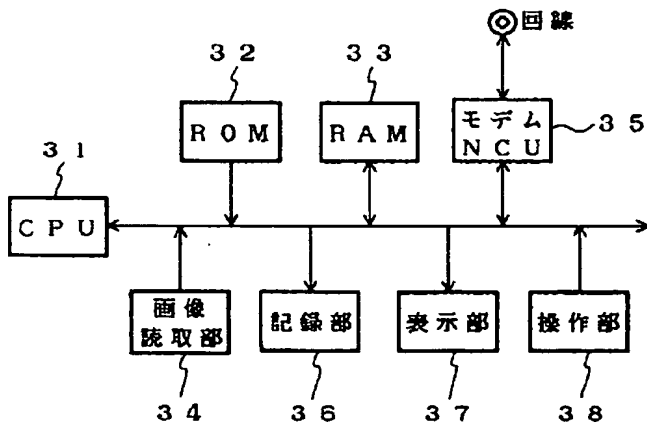 回線
32
33
ROM
RAM
モデム
NCU
35
31
CPU
画像
読取部
記録部
表示部
操作部
34
36
37
38